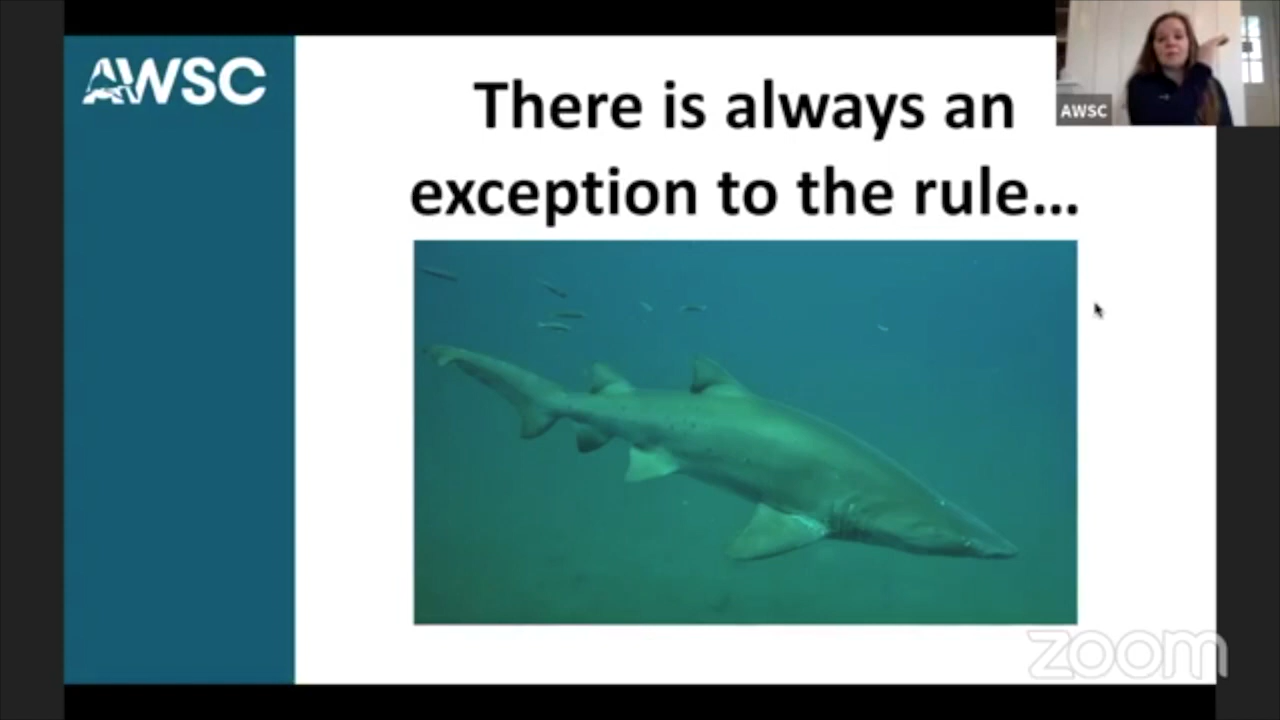 AWSC
There is always an
exception to the rule...
AWSC
zoom